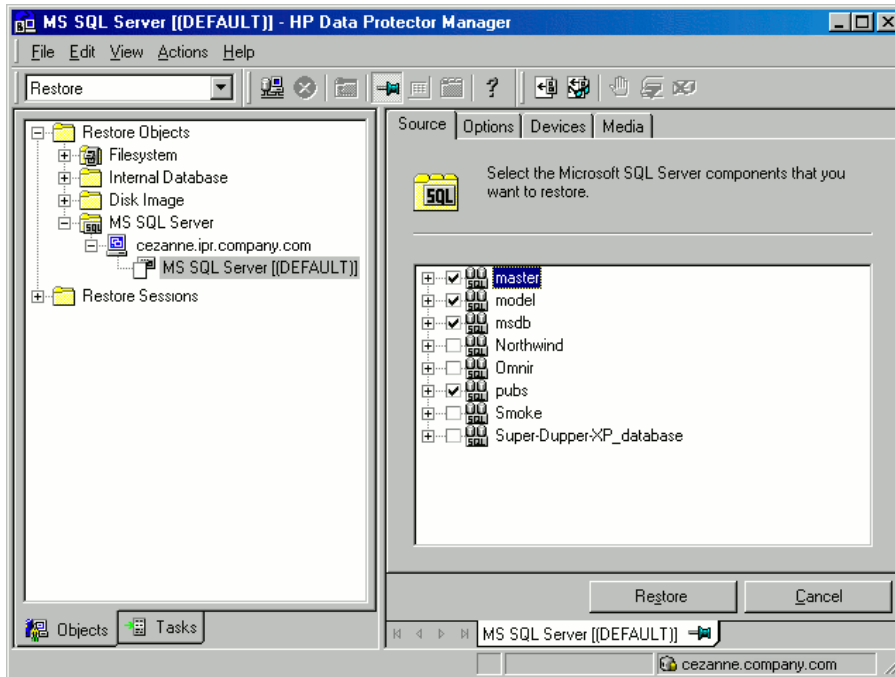 MS SQL Server [(DEFAULT)] - HP Data Protector Manager
File Edit View Actions Help
Restore
Restore Objects
Filesystem
Internal Database
Disk Image
MS SQL Server
cezanne.ipr.company.com
MS SQL Server [(DEFAULT)]
Restore Sessions
Objects
Tasks
Source Options Devices Media
SQL
Select the Microsoft SQL Server components that you
want to restore.
master
model
msdb
Northwind
Omnir
pubs
Smoke
Super-Dupper-XP_database
Restore Cancel
MS SQL Server [(DEFAULT)]
cezanne.company.com